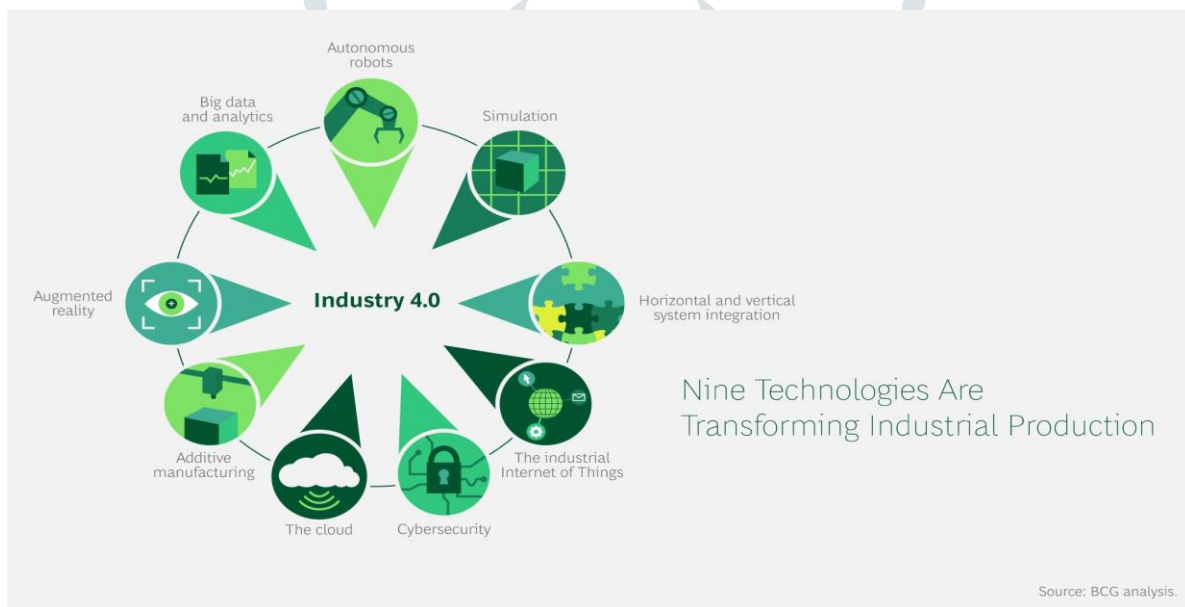 Autonomous
robots
Big data
and analytics
Simulation
Augmented
reality
Industry 4.0
Horizontal and vertical
system integration
Nine Technologies Are
Transforming Industrial Production
Additive
manufacturing
The industrial
Internet of Things
The cloud
Cybersecurity
Source: BCG analysis.